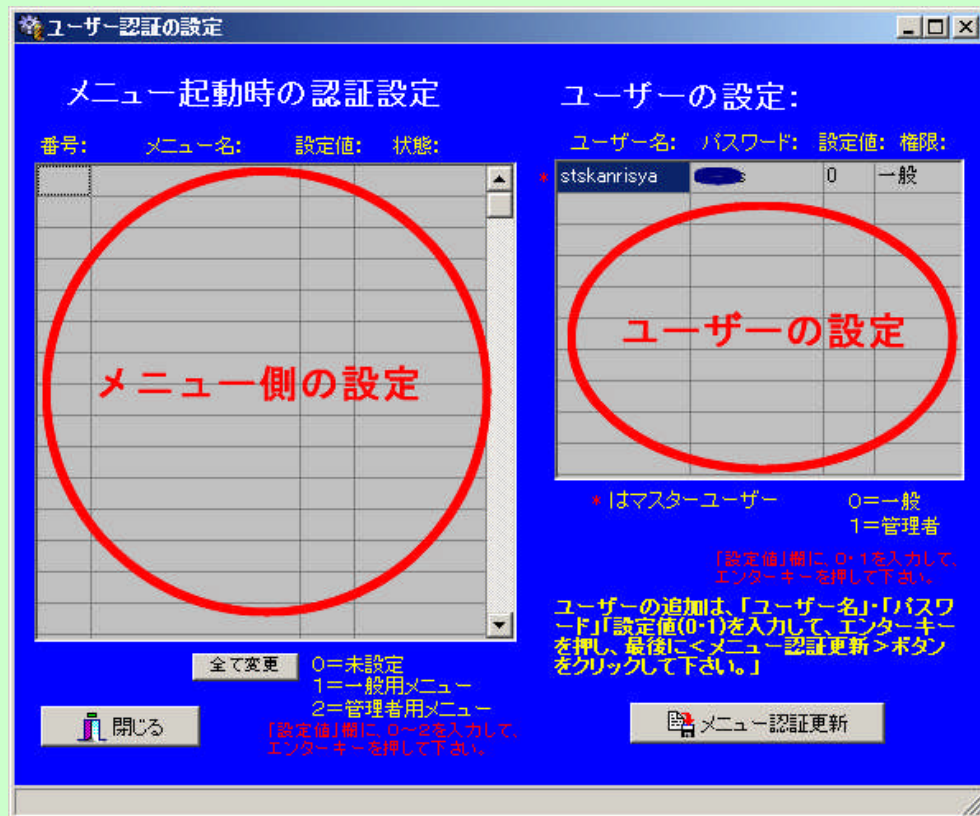 ユーザー認証の設定
メニュー起動時の認証設定
番号: メニュー名: 設定値: 状態:
メニュー側の設定
全て変更
0=未設定
1=一般用メニュー
2=管理者用メニュー
「設定値」欄に、0~2を入力して、
エンターキーを押して下さい。
閉じる
ユーザーの設定:
ユーザー名: パスワード: 設定値: 権限:
* stskanrisya s 0 一般
ユーザーの設定
* はマスターユーザー
0=一般
1=管理者
「設定値」欄に、0・1を入力して、
エンターキーを押して下さい。
ユーザーの追加は、「ユーザー名」・「パスワ
ード」「設定値(0・1)を入力して、エンターキー
を押し、最後に<メニュー認証更新>ボタン
をクリックして下さい。」
メニュー認証更新